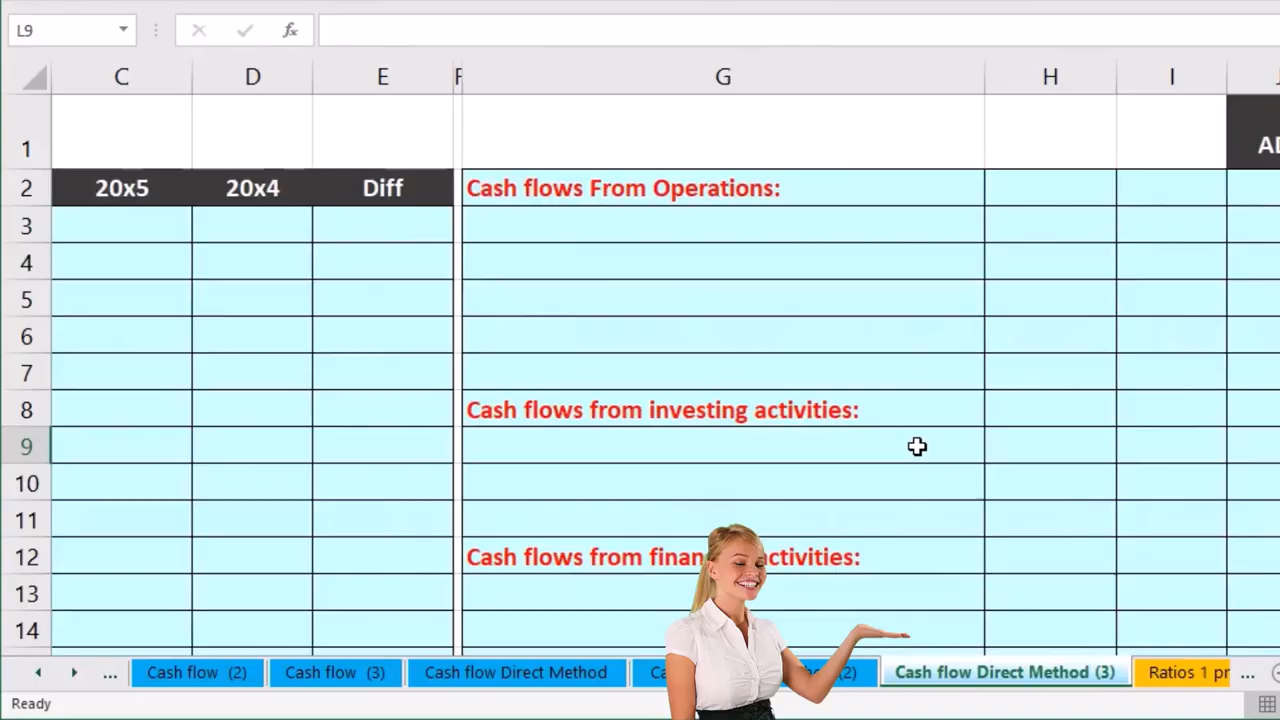 L9
fx
C D E F G H I
1
2 20x5 20x4 Diff Cash flows From Operations:
3
4
5
6
7
8 Cash flows from investing activities:
9
10
11
12 Cash flows from finan ctivities:
13
14
... Cash flow (2) Cash flow (3) Cash flow Direct Method (2) Cash flow Direct Method (3) Ratios 1 pr ...
Ready